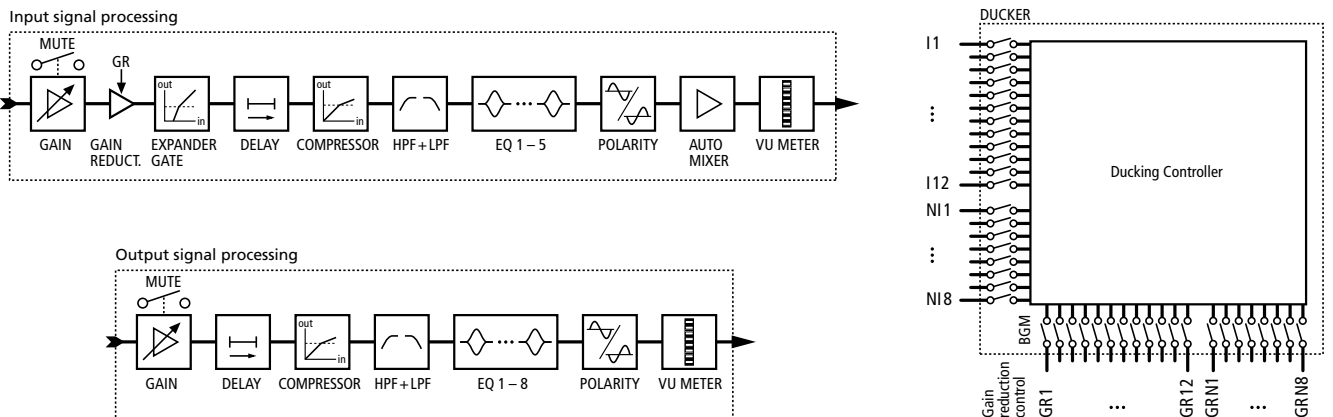 Input signal processing
MUTE
GR
out
in
out
in
GAIN
GAIN
REDUCT.
EXPANDER
GATE
DELAY
COMPRESSOR
HPF+LPF
EQ 1 – 5
POLARITY
AUTO
MIXER
VU METER
Output signal processing
MUTE
out
in
GAIN
DELAY
COMPRESSOR
HPF+LPF
EQ 1 – 8
POLARITY
VU METER
DUCKER
I1
...
I12
NI1
...
NI8
Ducking Controller
BGM
Gain
reduction
control
GR1
...
GR12
GRN1
...
GRN8